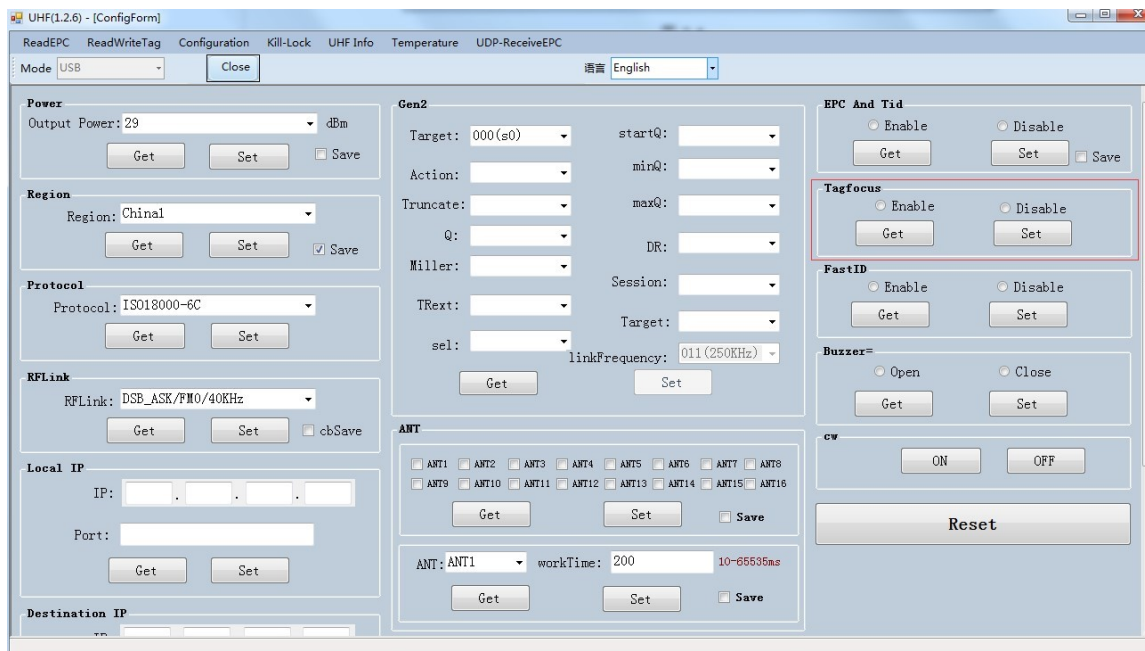 UHF(1.2.6) - [ConfigForm]
ReadEPC ReadWriteTag Configuration Kill-Lock UHF Info Temperature UDP-ReceiveEPC
Mode USB Close 语言 English
Power
Output Power: 29 dBm
Get Set Save
Region
Region: China1
Get Set Save
Protocol
Protocol: ISO18000-6C
Get Set
RFLink
RFLink: DSB_ASK/FM0/40KHz
Get Set cbSave
Local IP
IP: . . .
Port:
Get Set
Destination IP
Gen2
Target: 000(s0) startQ:
Action: minQ:
Truncate: maxQ:
Q: DR:
Miller: Session:
TRext: Target:
sel: linkFrequency: 011(250KHz)
Get Set
ANT
ANT1 ANT2 ANT3 ANT4 ANT5 ANT6 ANT7 ANT8
ANT9 ANT10 ANT11 ANT12 ANT13 ANT14 ANT15 ANT16
Get Set Save
ANT: ANT1 workTime: 200 10-65535ms
Get Set Save
EPC And Tid
Enable Disable
Get Set Save
Tagfocus
Enable Disable
Get Set
FastID
Enable Disable
Get Set
Buzzer=
Open Close
Get Set
cw
ON OFF
Reset